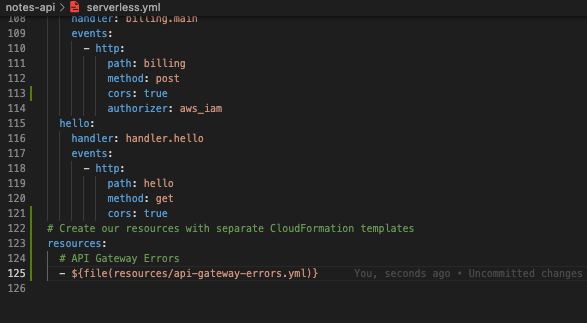 notes-api > serverless.yml
108 handler: billing.main
109 events:
110 - http:
111 path: billing
112 method: post
113 cors: true
114 authorizer: aws_iam
115 hello:
116 handler: handler.hello
117 events:
118 - http:
119 path: hello
120 method: get
121 cors: true
122 # Create our resources with separate CloudFormation templates
123 resources:
124 # API Gateway Errors
125 - ${file(resources/api-gateway-errors.yml)} You, seconds ago • Uncommitted changes
126